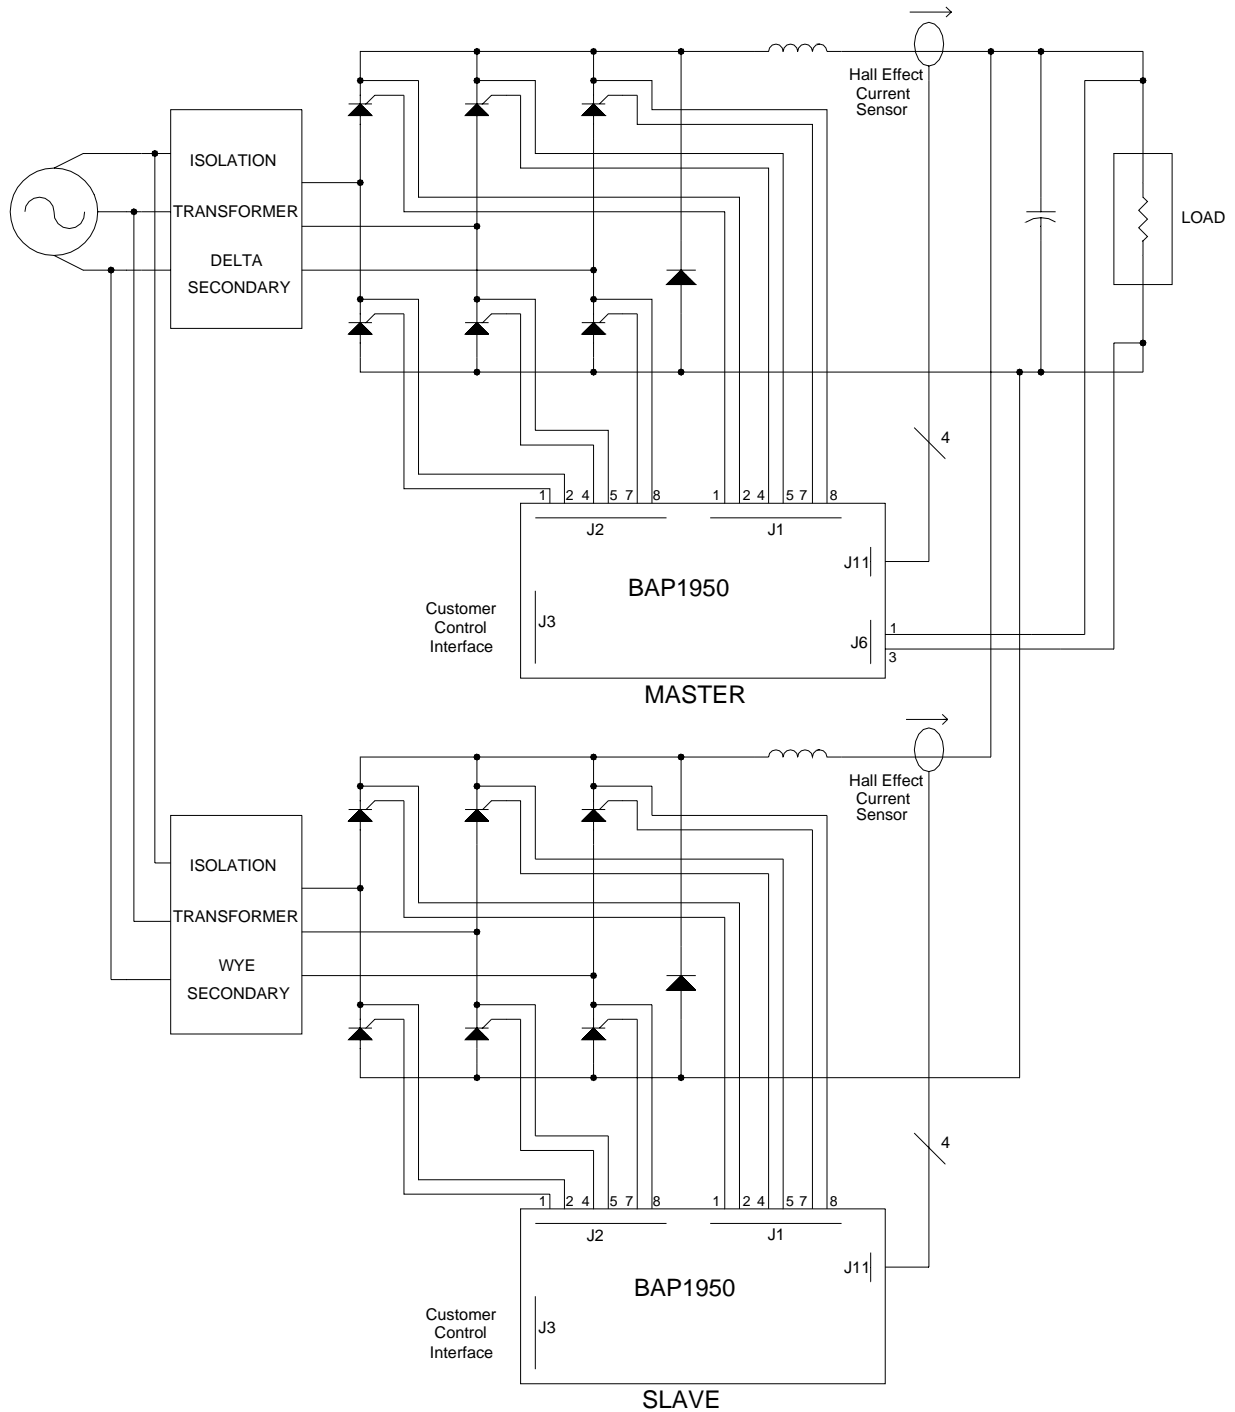 Hall Effect
Current
Sensor
ISOLATION
TRANSFORMER
DELTA
SECONDARY
LOAD
4
1 2 4 5 7 8
1 2 4 5 7 8
J2
J1
J11
BAP1950
Customer
Control
Interface
J3
1
J6
3
MASTER
Hall Effect
Current
Sensor
ISOLATION
TRANSFORMER
WYE
SECONDARY
4
1 2 4 5 7 8
1 2 4 5 7 8
J2
J1
J11
BAP1950
Customer
Control
Interface
J3
SLAVE